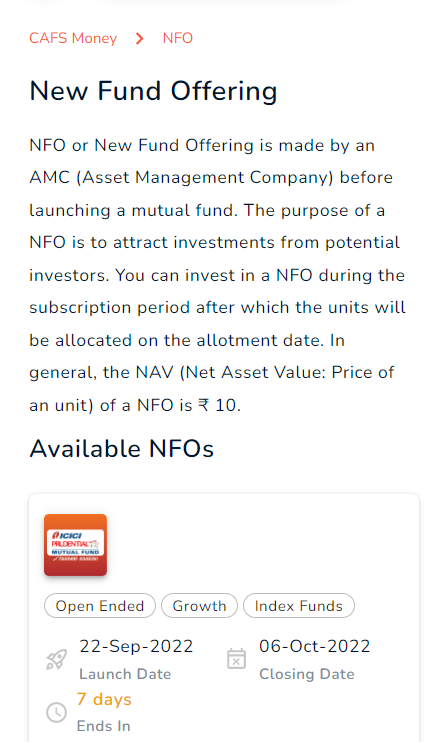 CAFS Money > NFO
New Fund Offering
NFO or New Fund Offering is made by an
AMC (Asset Management Company) before
launching a mutual fund. The purpose of a
NFO is to attract investments from potential
investors. You can invest in a NFO during the
subscription period after which the units will
be allocated on the allotment date. In
general, the NAV (Net Asset Value: Price of
an unit) of a NFO is ₹ 10.
Available NFOs
ICICI
PRUDENTIAL
MUTUAL FUND
TARAKKI KAREIN!
Open Ended Growth Index Funds
22-Sep-2022 06-Oct-2022
Launch Date Closing Date
7 days
Ends In